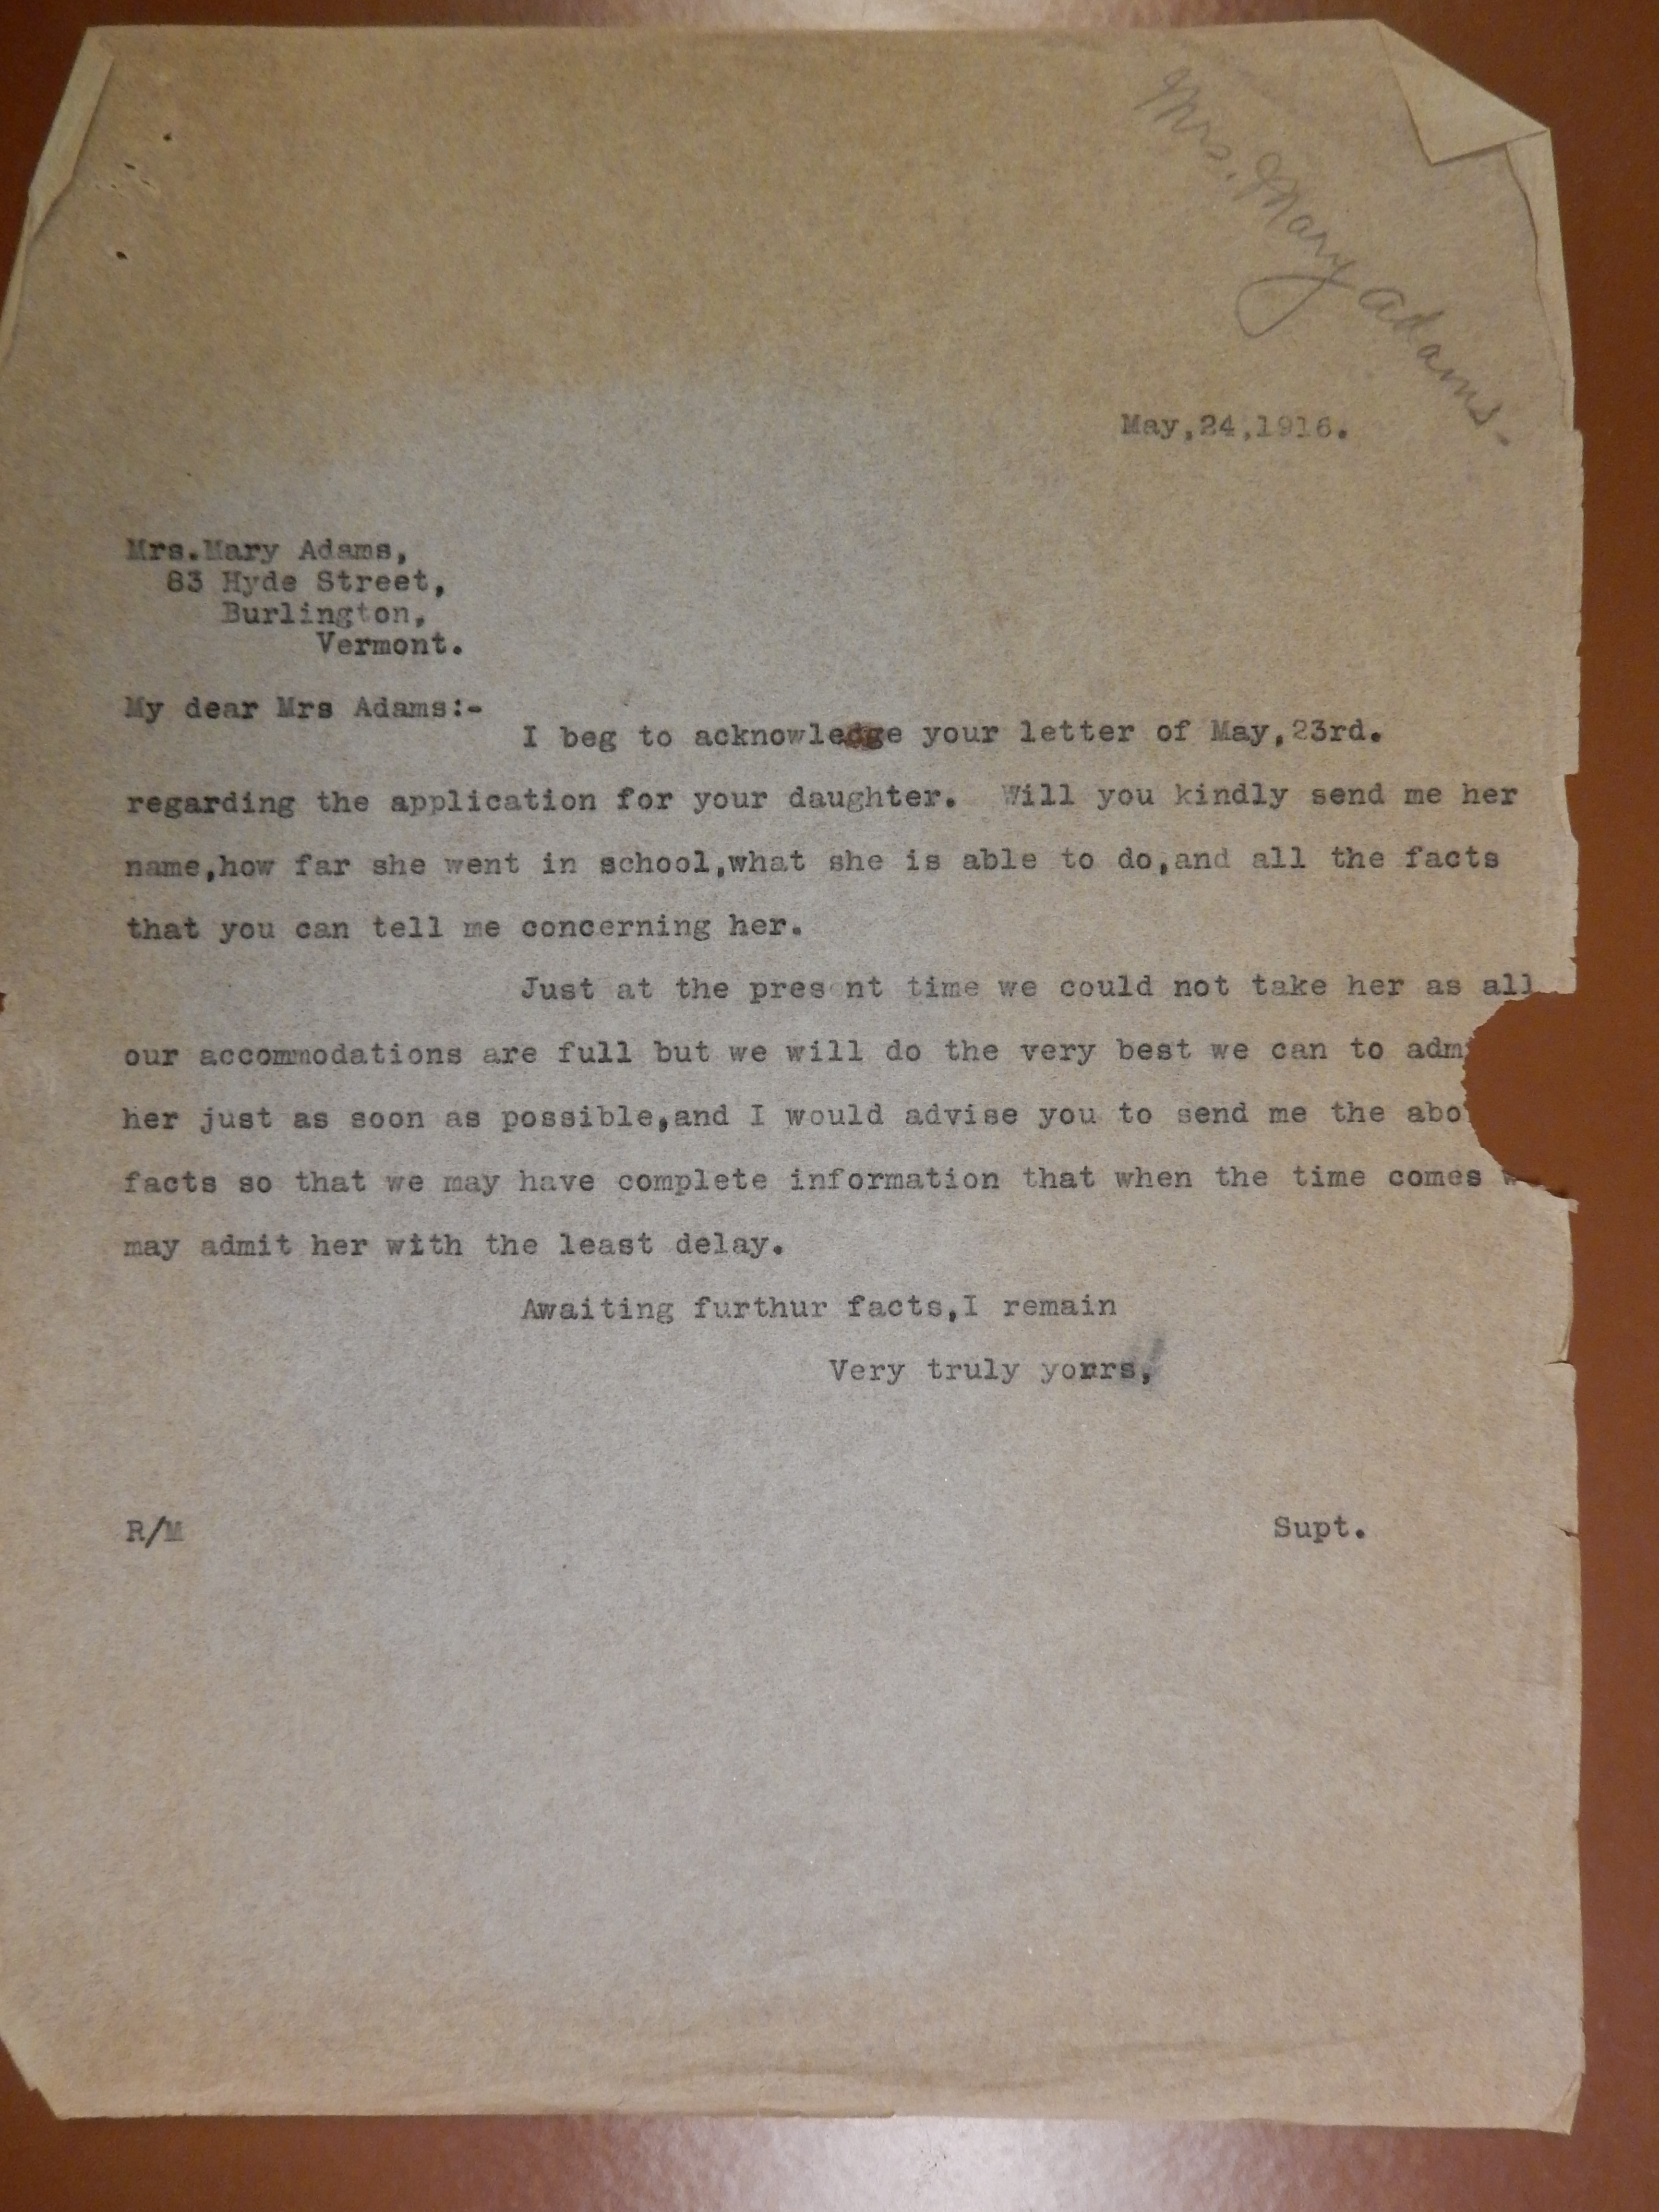 Mrs. Mary Adams.
May,24,1916.
Mrs.Mary Adams,
83 Hyde Street,
Burlington,
Vermont.
My dear Mrs Adams:-
I beg to acknowledge your letter of May,23rd.
regarding the application for your daughter. Will you kindly send me her
name,how far she went in school,what she is able to do,and all the facts
that you can tell me concerning her.
Just at the present time we could not take her as all
our accommodations are full but we will do the very best we can to
her just as soon as possible,and I would advise you to send me the
facts so that we may have complete information that when the time comes
may admit her with the least delay.
Awaiting furthur facts,I remain
Very truly yours,
R/M Supt.